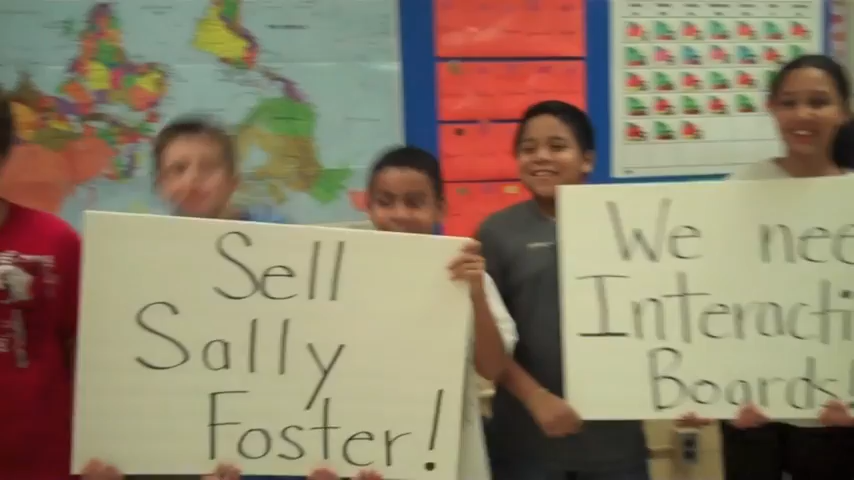 Sell
Sally
Foster!
We nee
Interacti
Boards!